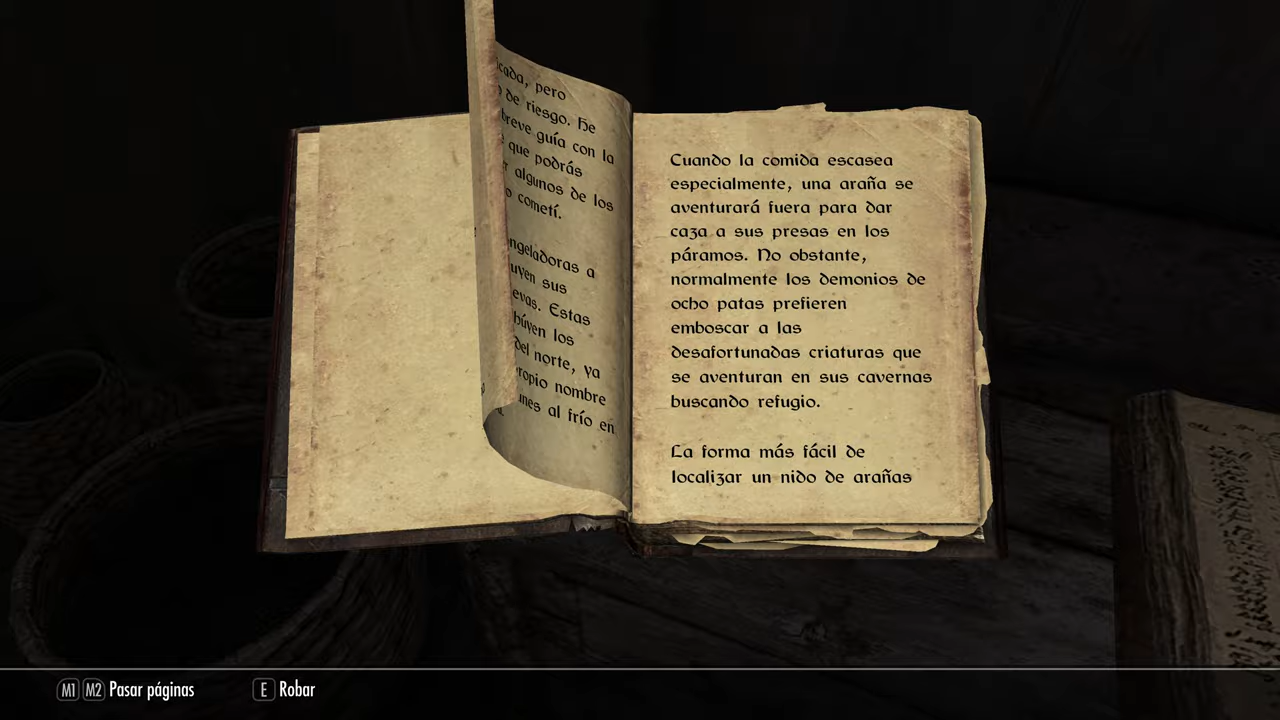 pero
de riesgo. He
breve guía con la
que podrás
algunos de los
cometí.
ngeladoras a
uyen sus
evas. Estas
húyen los
del norte, ya
ropio nombre
unes al frío en
Cuando la comida escasea
especialmente, una araña se
aventurará fuera para dar
caza a sus presas en los
páramos. No obstante,
normalmente los demonios de
ocho patas prefieren
emboscar a las
desafortunadas criaturas que
se aventuran en sus cavernas
buscando refugio.
La forma más fácil de
localizar un nido de arañas
M1 M2 Pasar páginas
E Robar